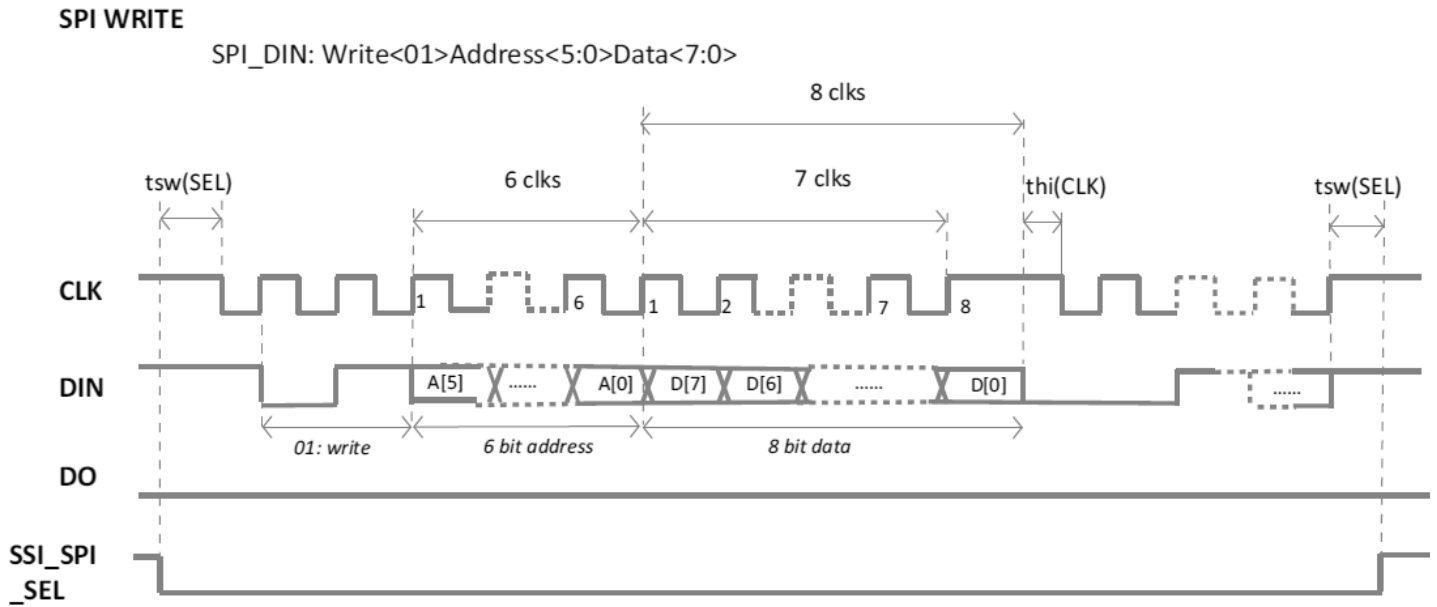 SPI WRITE
SPI_DIN: Write<01>Address<5:0>Data<7:0>
8 clks
tsw(SEL)
6 clks
7 clks
thi(CLK)
tsw(SEL)
CLK
1
6
1
2
7
8
DIN
A[5]
......
A[0]
D[7]
D[6]
......
D[0]
......
01: write
6 bit address
8 bit data
DO
SSI_SPI
_SEL